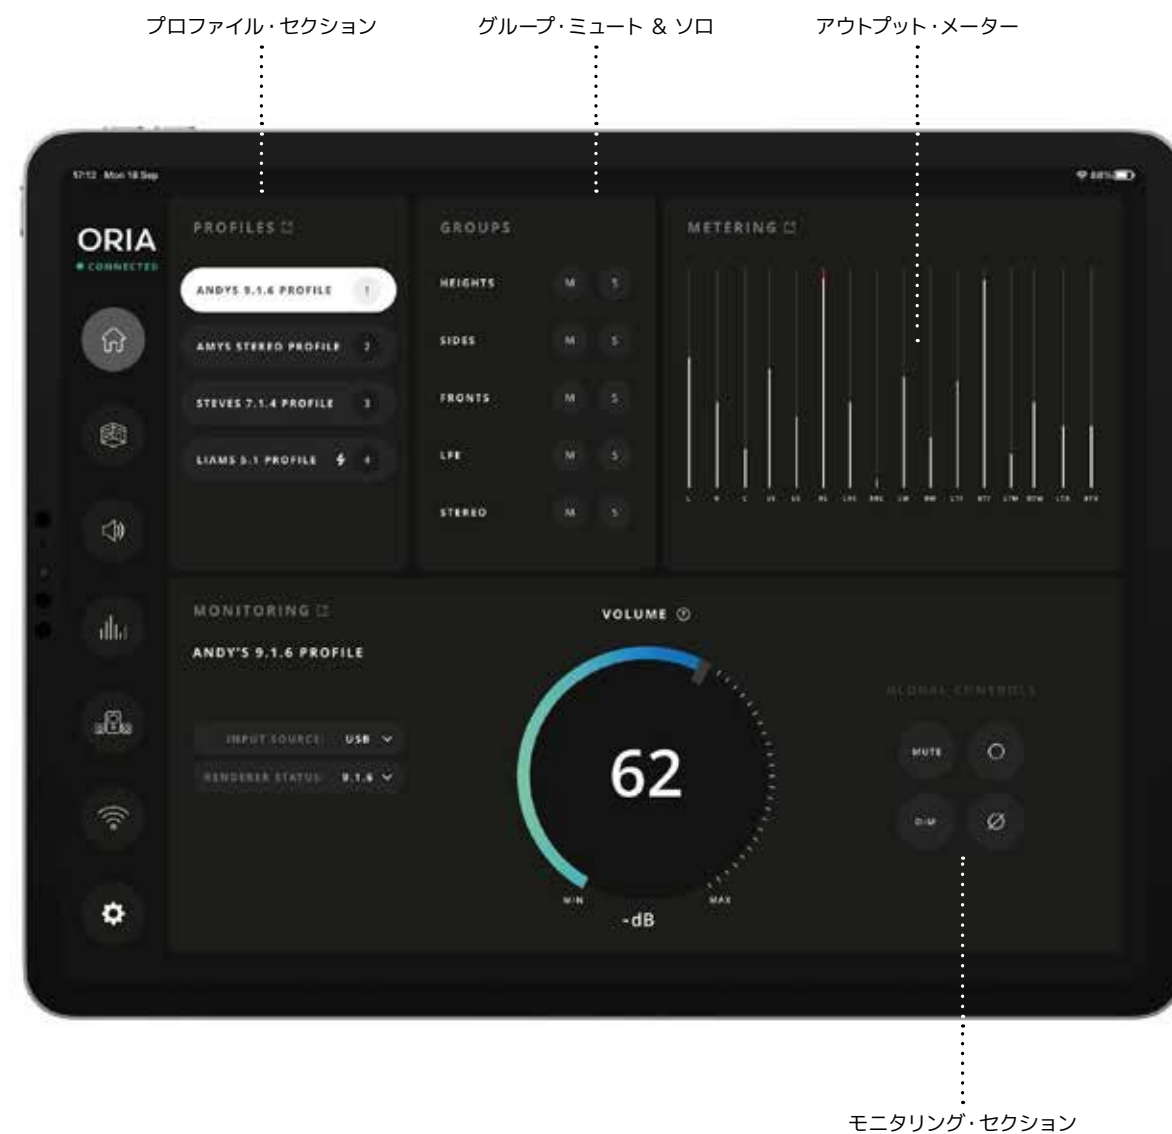 プロファイル・セクション
グループ・ミュート & ソロ
アウトプット・メーター
Mon 16 Sep
88%
ORIA
CONNECTED
PROFILES
ANDYS 9.1.6 PROFILE 1
AMYS STEREO PROFILE 2
STEVES 7.1.4 PROFILE 3
LIAMS 5.1 PROFILE 4
GROUPS
HEIGHTS M S
SIDES M S
FRONTS M S
LFE M S
STEREO M S
METERING
L R C
MONITORING
ANDY'S 9.1.6 PROFILE
INPUT SOURCE: USB
RENDERER STATUS: 9.1.6
VOLUME ?
62
MIN
MAX
-dB
GLOBAL CONTROLS
MUTE
DIM
モニタリング・セクション